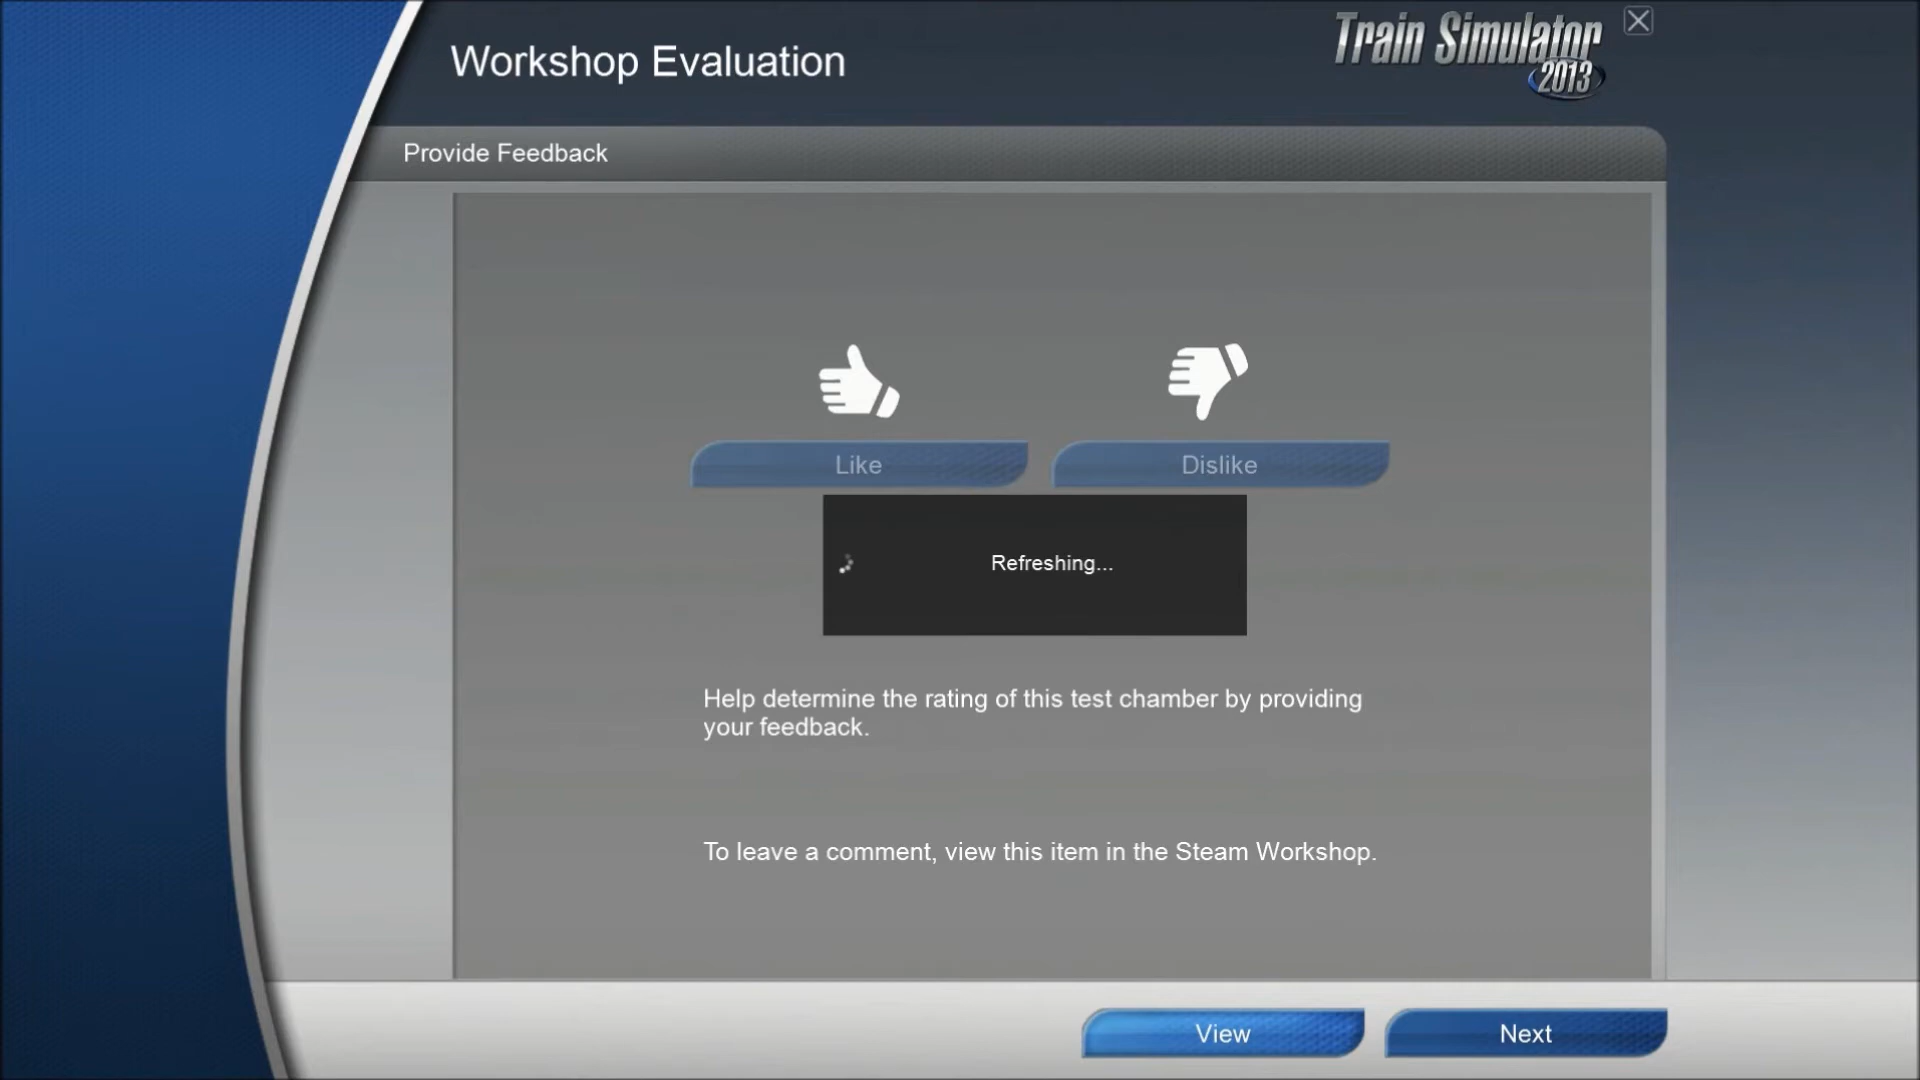 Workshop Evaluation
Train Simulator
2013
Provide Feedback
Like
Dislike
Refreshing...
Help determine the rating of this test chamber by providing
your feedback.
To leave a comment, view this item in the Steam Workshop.
View
Next